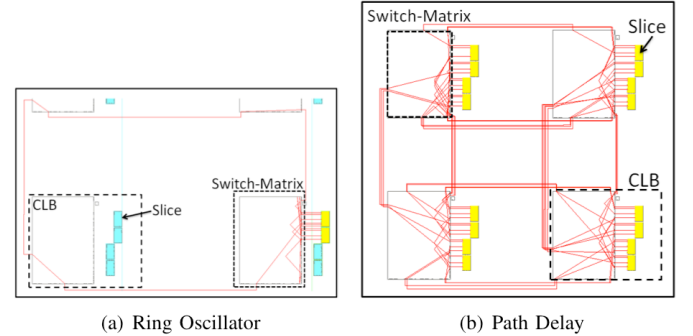 CLB
Slice
Switch-Matrix
(a) Ring Oscillator
Switch-Matrix
Slice
CLB
(b) Path Delay